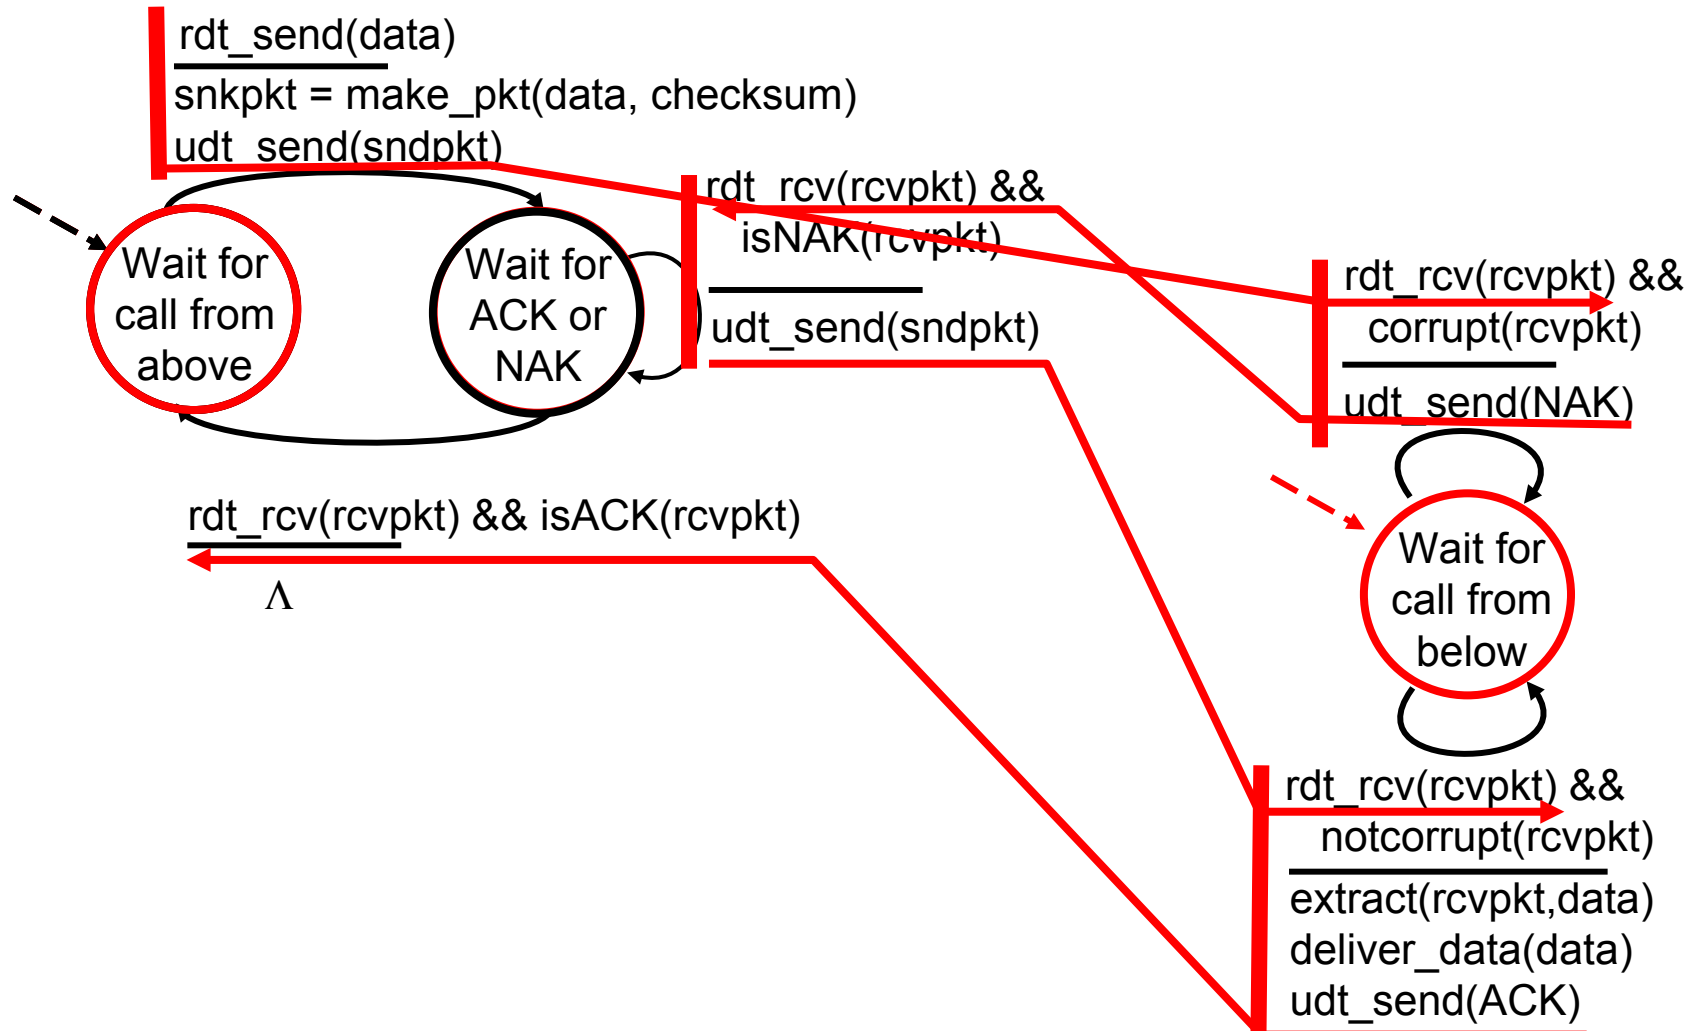 rdt_send(data)
snkpkt = make_pkt(data, checksum)
udt_send(sndpkt)
Wait for
call from
above
Wait for
ACK or
NAK
rdt_rcv(rcvpkt) &&
isNAK(rcvpkt)
udt_send(sndpkt)
rdt_rcv(rcvpkt) && isACK(rcvpkt)
Λ
rdt_rcv(rcvpkt) &&
corrupt(rcvpkt)
udt_send(NAK)
Wait for
call from
below
rdt_rcv(rcvpkt) &&
notcorrupt(rcvpkt)
extract(rcvpkt,data)
deliver_data(data)
udt_send(ACK)